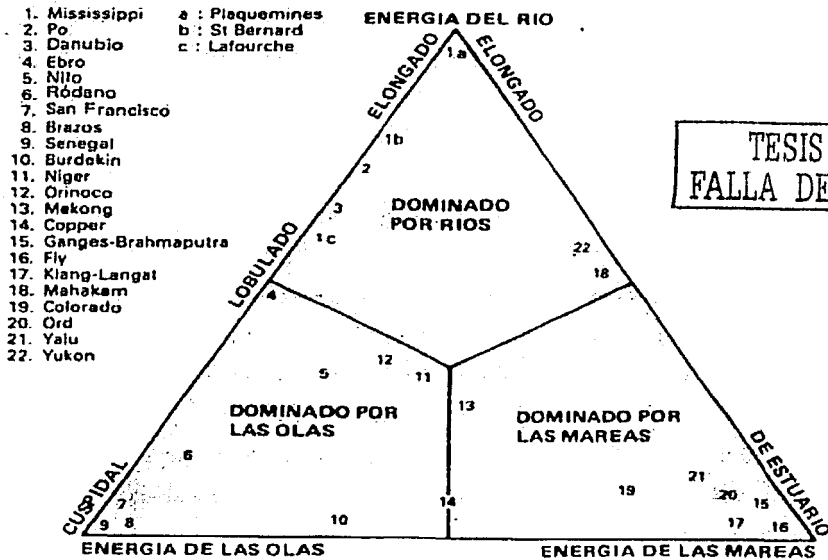 1. Mississippi
2. Po
3. Danubio
4. Ebro
5. Nilo
6. Ródano
7. San Francisco
8. Brazos
9. Senegal
10. Burdekin
11. Niger
12. Orinoco
13. Mekong
14. Copper
15. Ganges-Brahmaputra
16. Fly
17. Klang-Langat
18. Mahakam
19. Colorado
20. Ord
21. Yalu
22. Yukon
a : Plaquemines
b : St Bernard
c : Lafourche
ENERGIA DEL RIO
ELONGADO
ELONGADO
1a
1b
2
3
1c
DOMINADO
POR RIOS
22
18
LOBULADO
4
TESIS
FALLA DE
5
12
11
13
DOMINADO POR
LAS OLAS
DOMINADO POR
LAS MAREAS
6
CUSPIDAL
7
9
8
10
14
19
21
20
15
17
16
DE ESTUARIO
ENERGIA DE LAS OLAS
ENERGIA DE LAS MAREAS